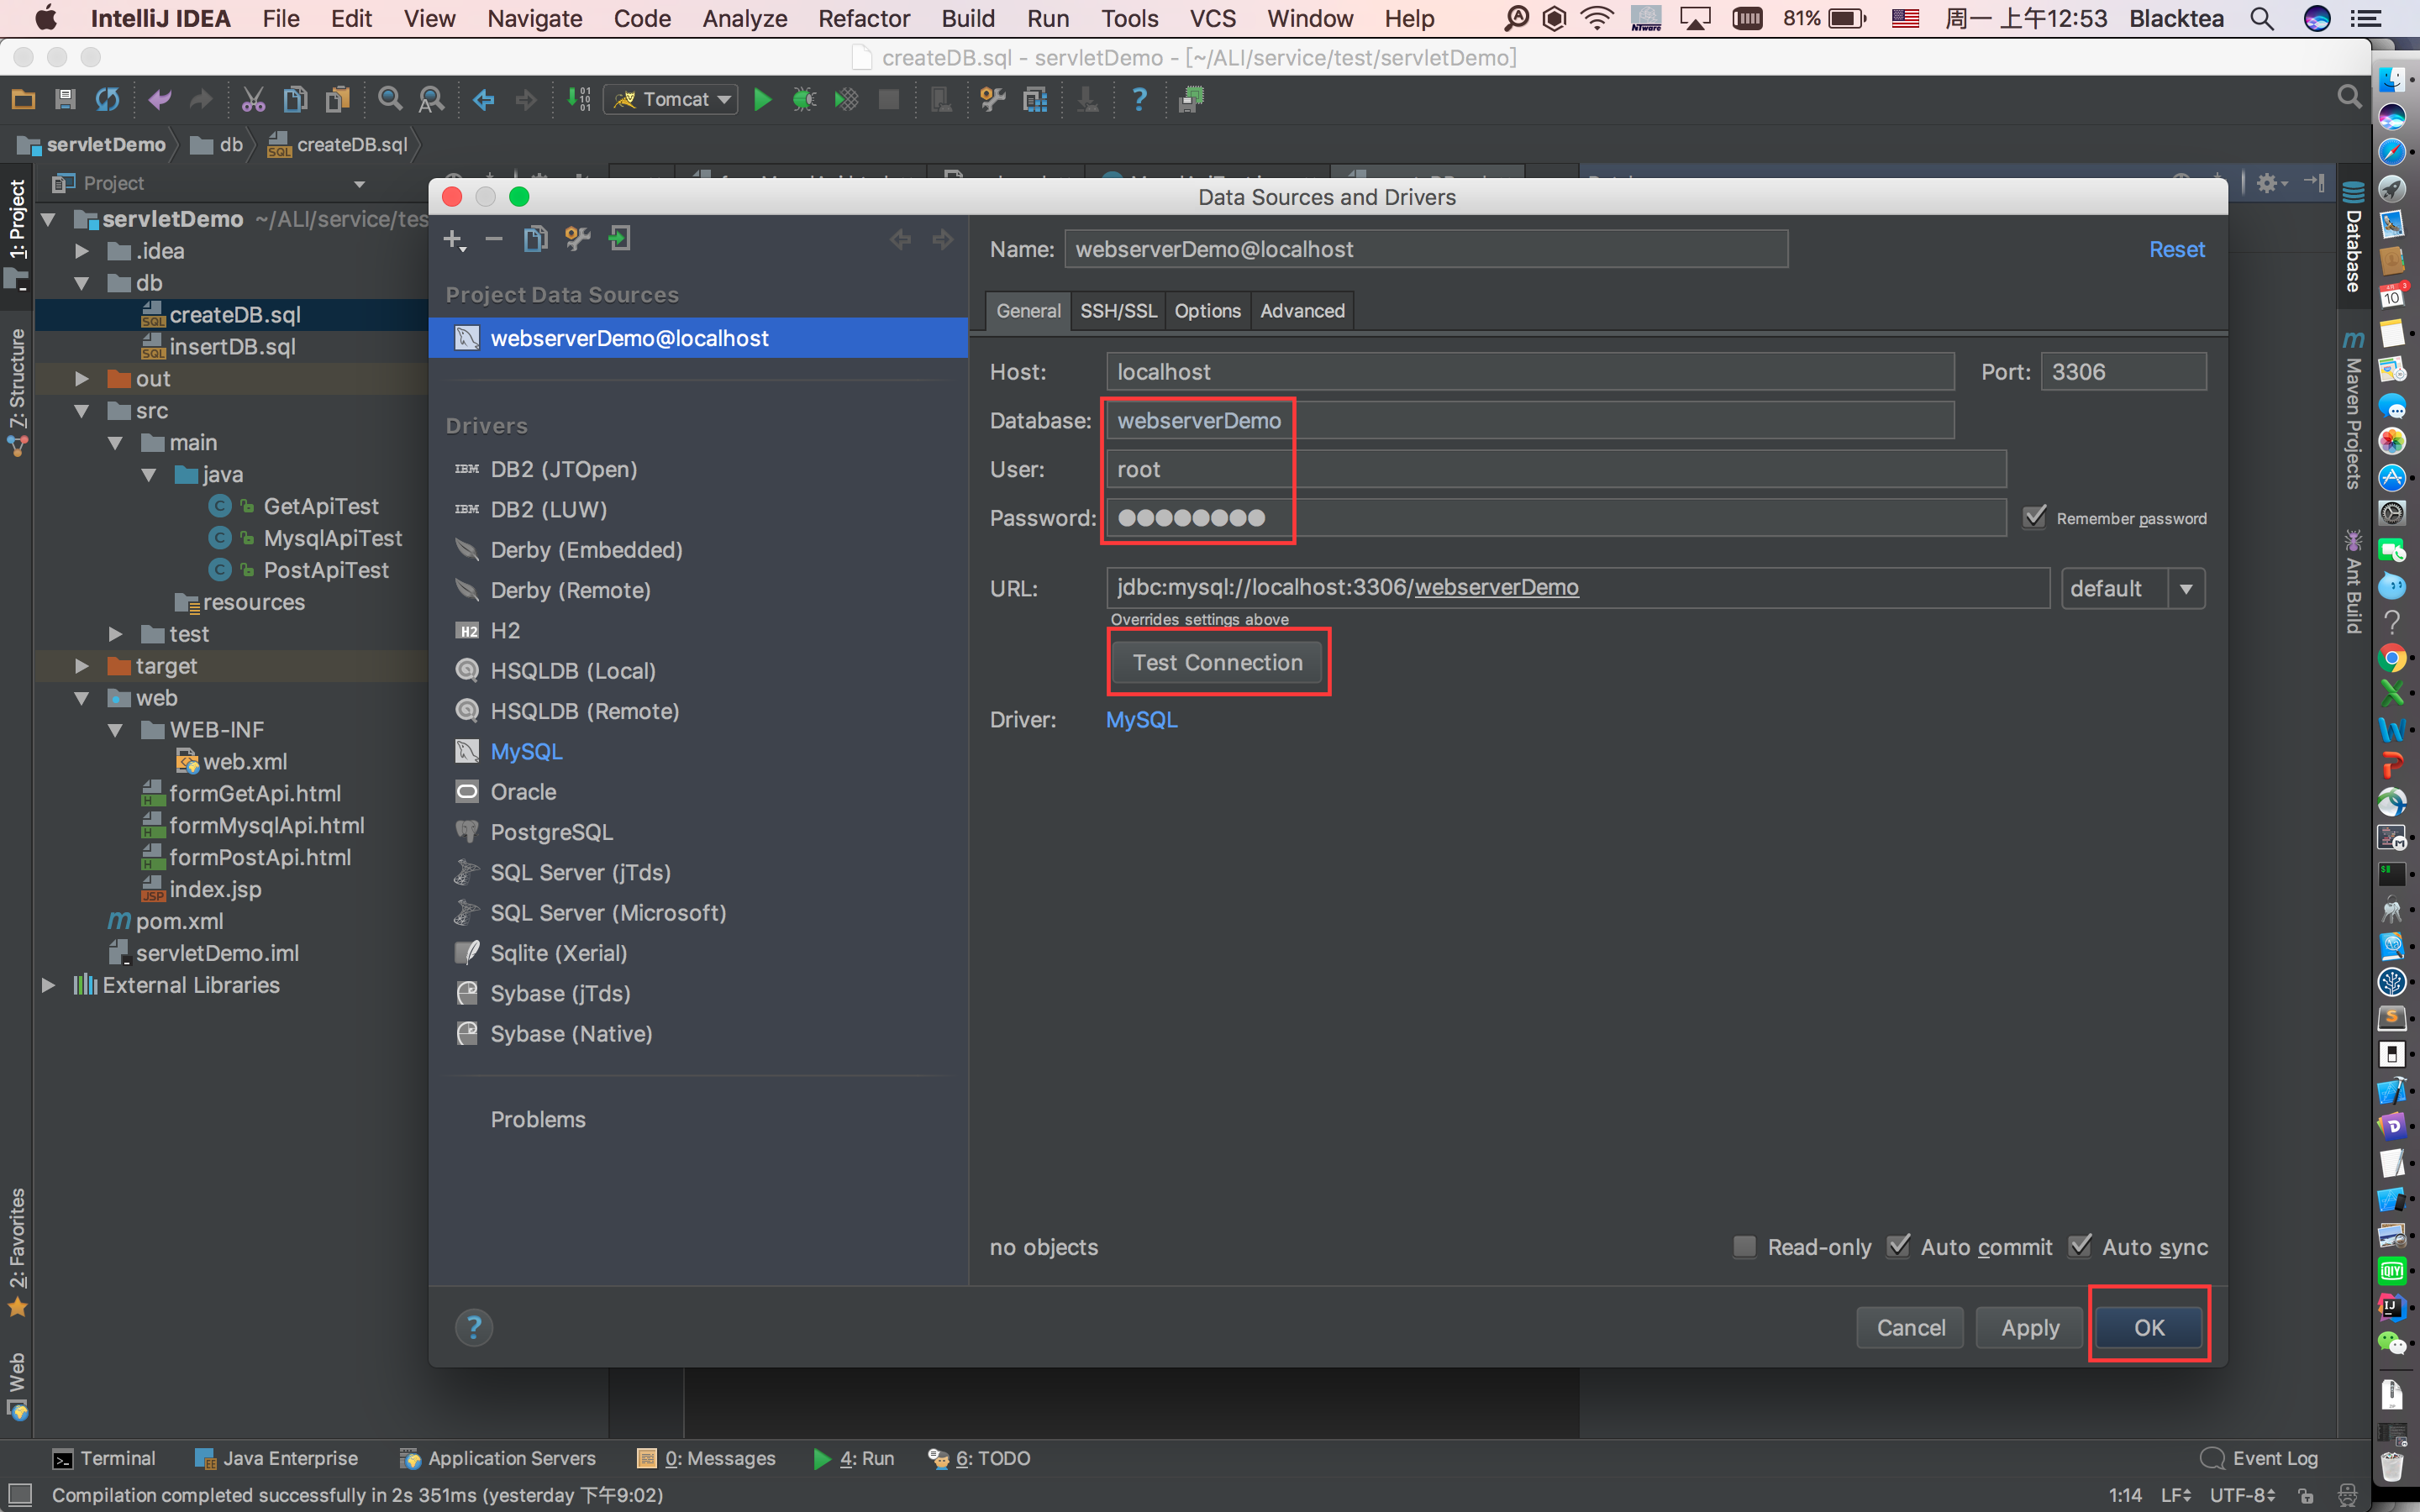 IntelliJ IDEA File Edit View Navigate Code Analyze Refactor Build Run Tools VCS Window Help 81% 周一 上午12:53 Blacktea
createDB.sql - servletDemo - [~/ALI/service/test/servletDemo]
Tomcat
servletDemo db createDB.sql
Project
1: Project
Z: Structure
2: Favorites
Web
servletDemo ~/ALI/service/tes
.idea
db
createDB.sql
insertDB.sql
out
src
main
java
GetApiTest
MysqlApiTest
PostApiTest
resources
test
target
web
WEB-INF
web.xml
formGetApi.html
formMysqlApi.html
formPostApi.html
index.jsp
pom.xml
servletDemo.iml
External Libraries
Data Sources and Drivers
Project Data Sources
webserverDemo@localhost
Drivers
DB2 (JTOpen)
DB2 (LUW)
Derby (Embedded)
Derby (Remote)
H2
HSQLDB (Local)
HSQLDB (Remote)
MySQL
Oracle
PostgreSQL
SQL Server (jTds)
SQL Server (Microsoft)
Sqlite (Xerial)
Sybase (jTds)
Sybase (Native)
Problems
Name: webserverDemo@localhost Reset
General SSH/SSL Options Advanced
Host: localhost Port: 3306
Database: webserverDemo
User: root
Password: ●●●●●●●● Remember password
URL: jdbc:mysql://localhost:3306/webserverDemo default
Overrides settings above
Test Connection
Driver: MySQL
no objects Read-only Auto commit Auto sync
? Cancel Apply OK
Database
Maven Projects
Ant Build
Terminal Java Enterprise Application Servers 0: Messages 4: Run 6: TODO Event Log
Compilation completed successfully in 2s 351ms (yesterday 下午9:02) 1:14 LF UTF-8